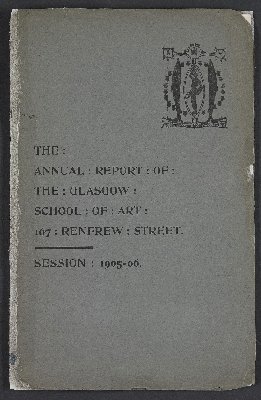 THE :
ANNUAL : REPORT : OF :
THE : GLASGOW :
SCHOOL : OF : ART :
167 : RENFREW : STREET.
SESSION : 1905-06.